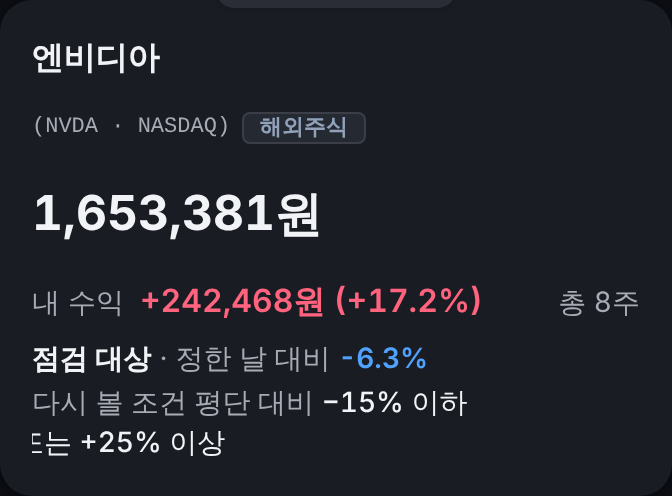 엔비디아
(NVDA · NASDAQ) 해외주식
1,653,381원
내 수익 +242,468원 (+17.2%) 총 8주
점검 대상 · 정한 날 대비 -6.3%
다시 볼 조건 평단 대비 −15% 이하
또는 +25% 이상